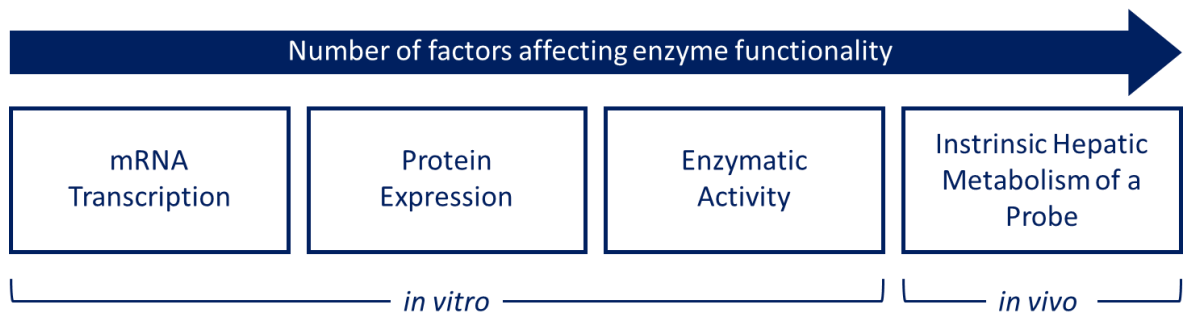 Number of factors affecting enzyme functionality
mRNA
Transcription
Protein
Expression
Enzymatic
Activity
Instrinsic Hepatic
Metabolism of a
Probe
in vitro
in vivo